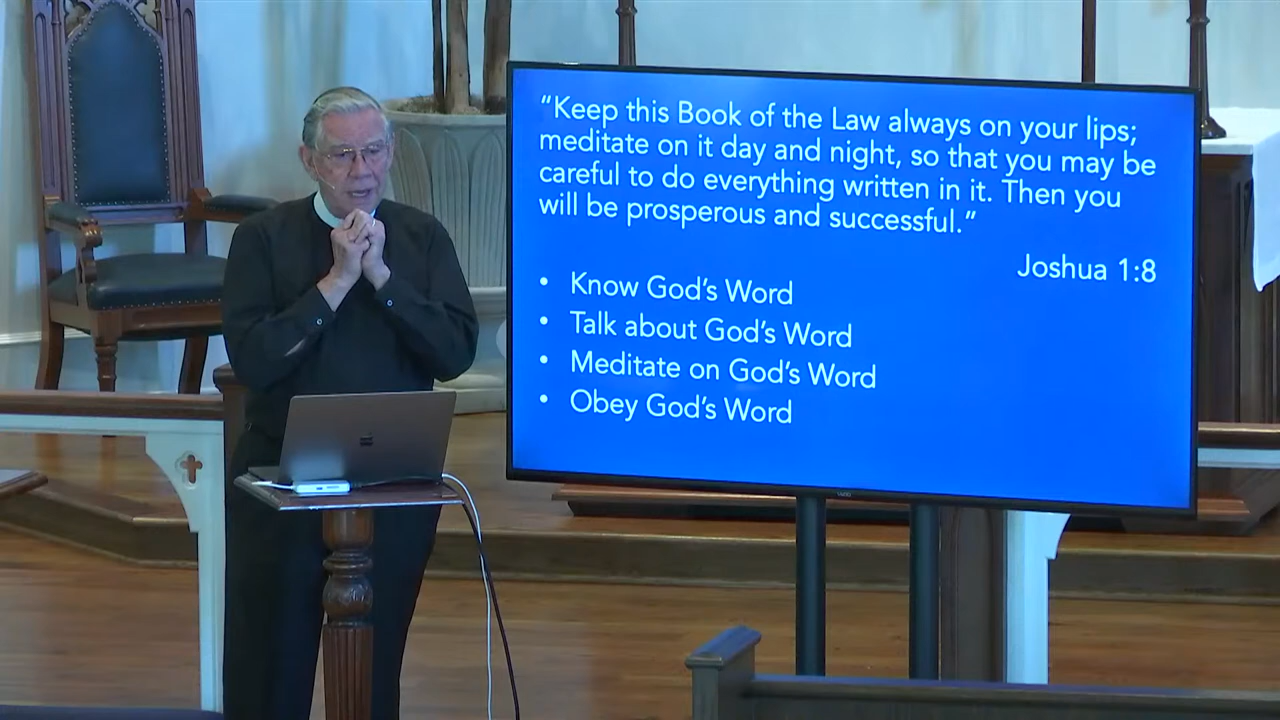 “Keep this Book of the Law always on your lips;
meditate on it day and night, so that you may be
careful to do everything written in it. Then you
will be prosperous and successful.”
Joshua 1:8
• Know God’s Word
• Talk about God’s Word
• Meditate on God’s Word
• Obey God’s Word